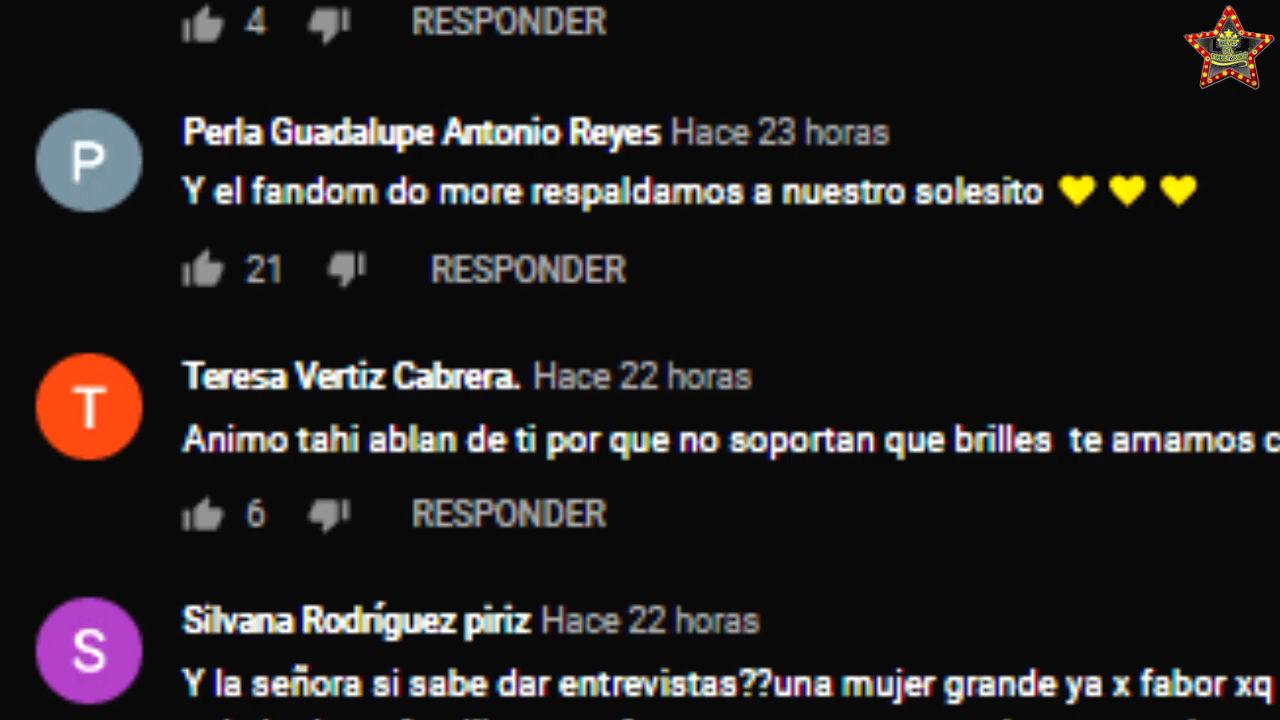 4 RESPONDER
P
Perla Guadalupe Antonio Reyes Hace 23 horas
Y el fandom do more respaldamos a nuestro solesito 💛 💛 💛
21 RESPONDER
T
Teresa Vertiz Cabrera. Hace 22 horas
Animo tahi ablan de ti por que no soportan que brilles te amamos
6 RESPONDER
S
Silvana Rodríguez piriz Hace 22 horas
Y la señora si sabe dar entrevistas??una mujer grande ya x fabor xq